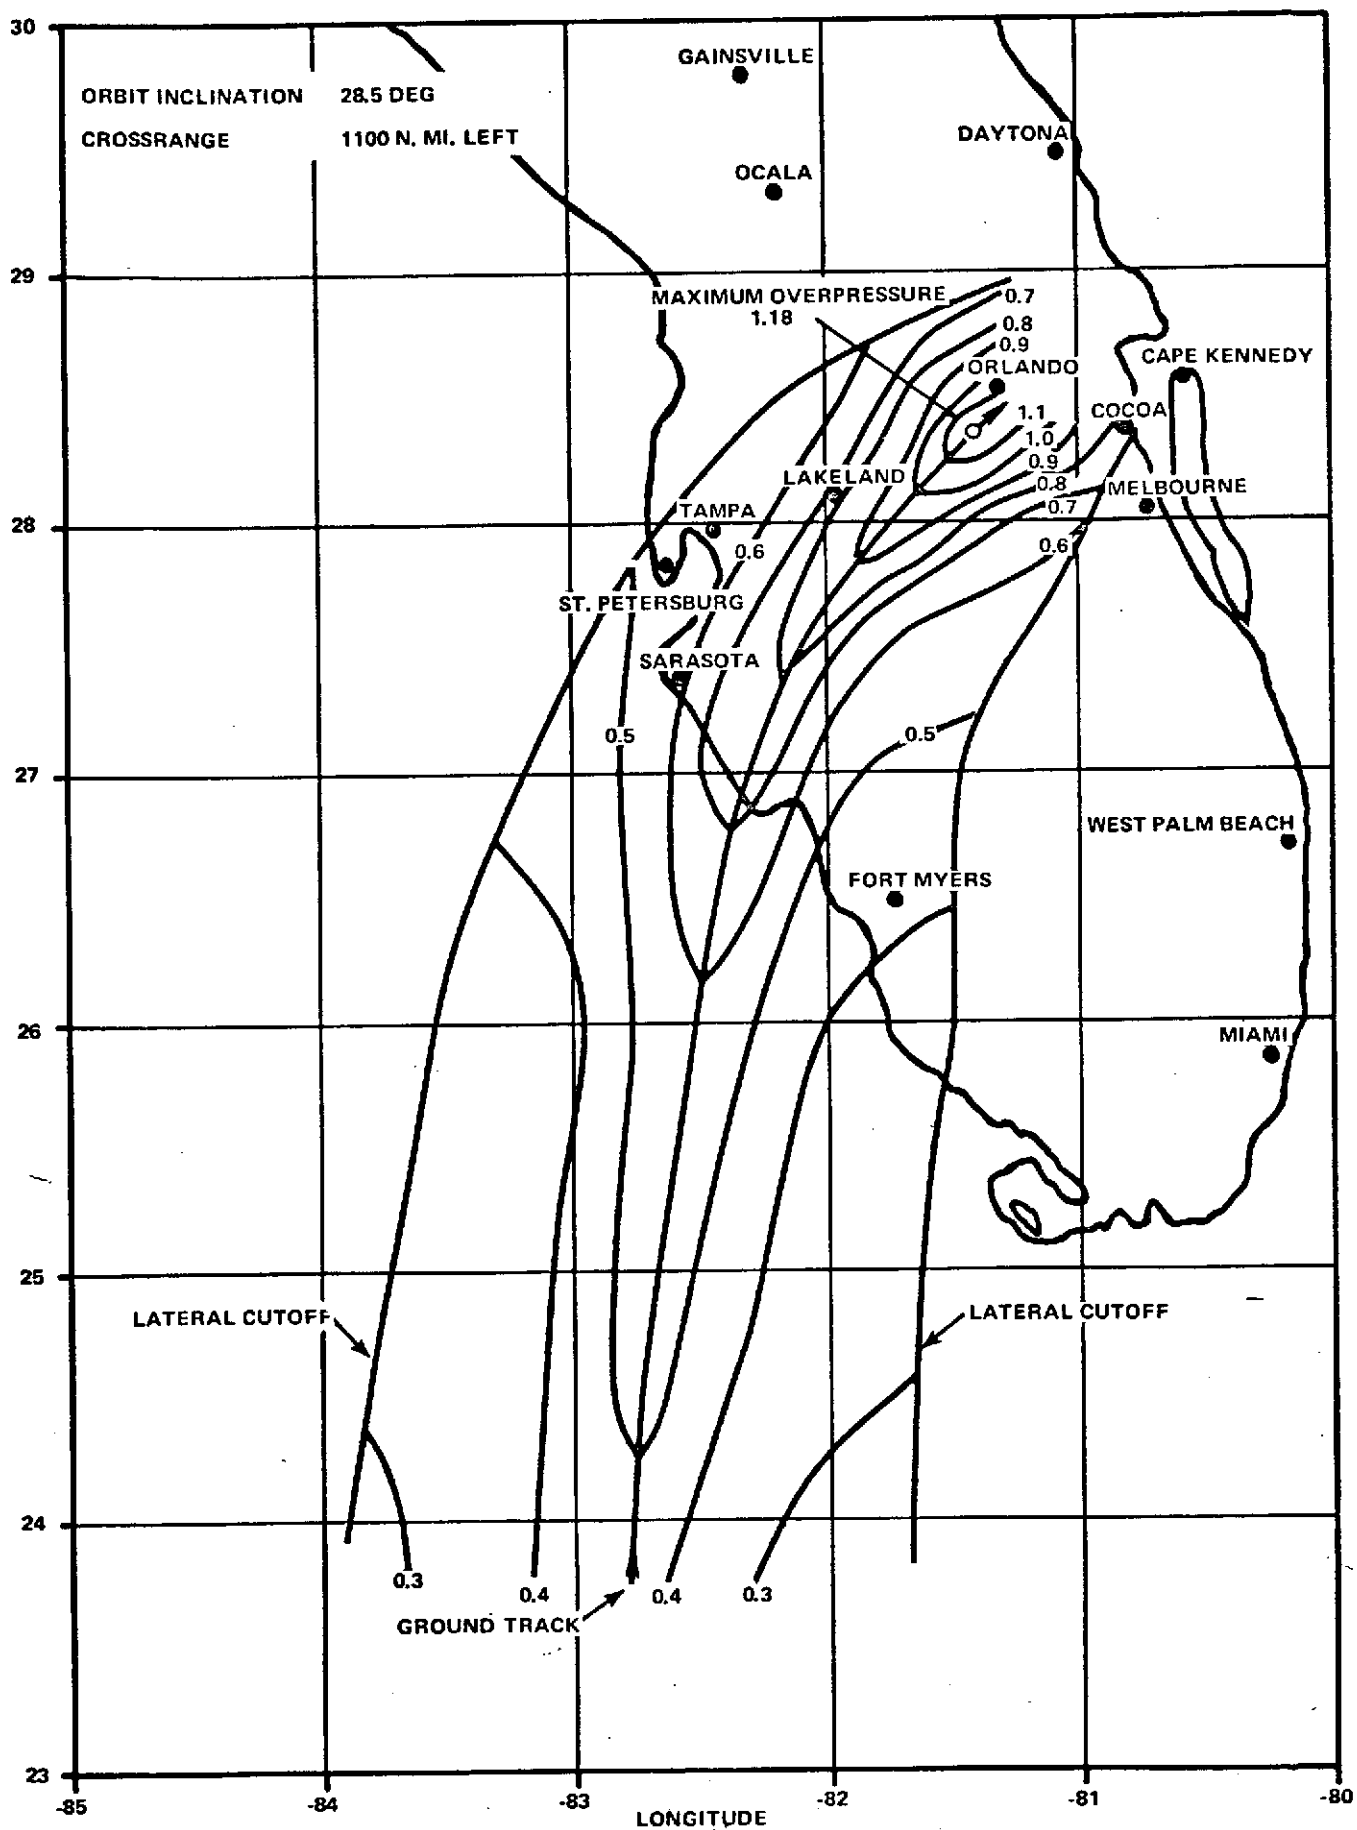 30
GAINSVILLE
ORBIT INCLINATION 28.5 DEG
CROSSRANGE 1100 N. MI. LEFT
DAYTONA
OCALA
29
MAXIMUM OVERPRESSURE
1.18
0.7
0.8
0.9
ORLANDO
CAPE KENNEDY
COCOA
1.1
1.0
0.9
0.8
0.7
LAKELAND
MELBOURNE
TAMPA
28
0.6
0.6
ST. PETERSBURG
SARASOTA
0.5
0.5
27
WEST PALM BEACH
FORT MYERS
26
MIAMI
25
LATERAL CUTOFF
LATERAL CUTOFF
24
0.3
0.4
0.4
0.3
GROUND TRACK
23
-85
-84
-83
-82
-81
-80
LONGITUDE